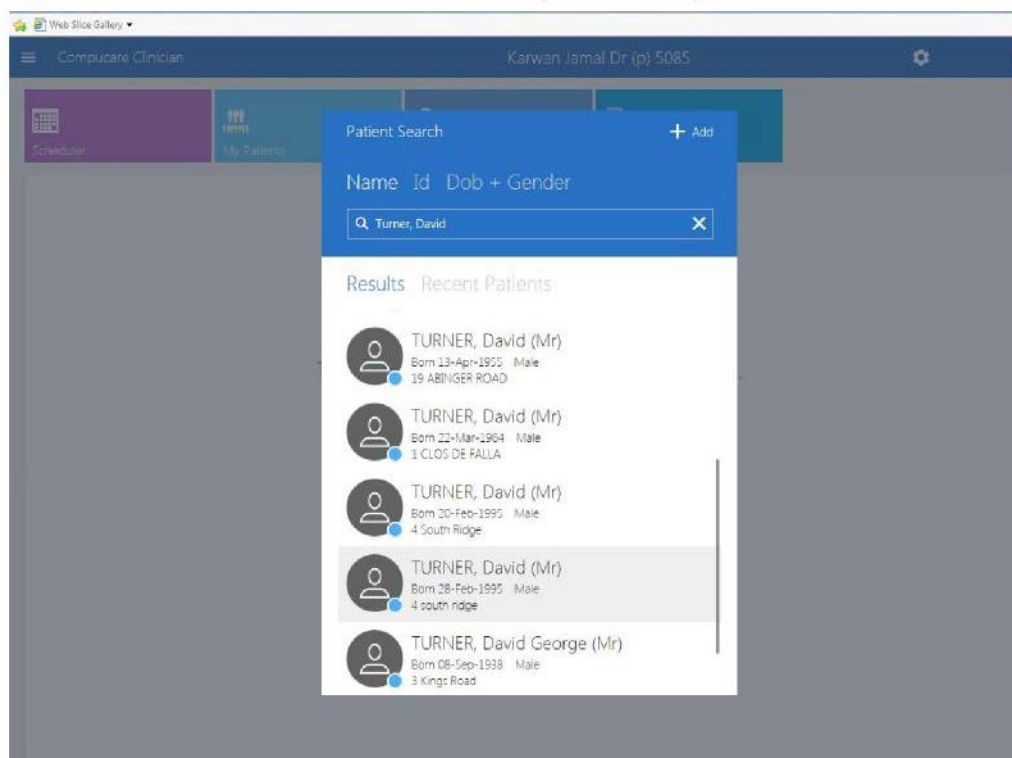 Web Slice Gallery
Compucare Clinician
Karwan Jamal Dr (p) 5085
Scheduler
My Patients
Patient Search
+ Add
Name Id Dob + Gender
Turner, David
Results Recent Patients
TURNER, David (Mr)
Born 13-Apr-1955 Male
19 ABINGER ROAD
TURNER, David (Mr)
Born 22-Mar-1964 Male
1 CLOS DE FALLA
TURNER, David (Mr)
Born 20-Feb-1995 Male
4 South Ridge
TURNER, David (Mr)
Born 28-Feb-1995 Male
4 south ridge
TURNER, David George (Mr)
Born 08-Sep-1938 Male
3 Kings Road